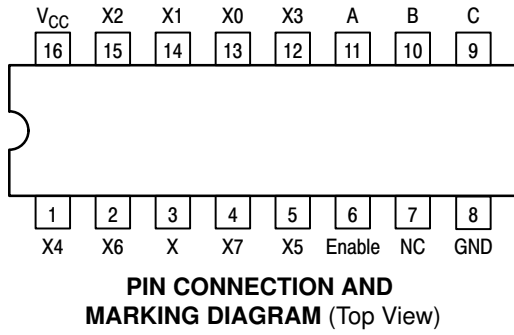 V_CC X2 X1 X0 X3 A B C
16 15 14 13 12 11 10 9
1 2 3 4 5 6 7 8
X4 X6 X X7 X5 Enable NC GND
PIN CONNECTION AND
MARKING DIAGRAM (Top View)